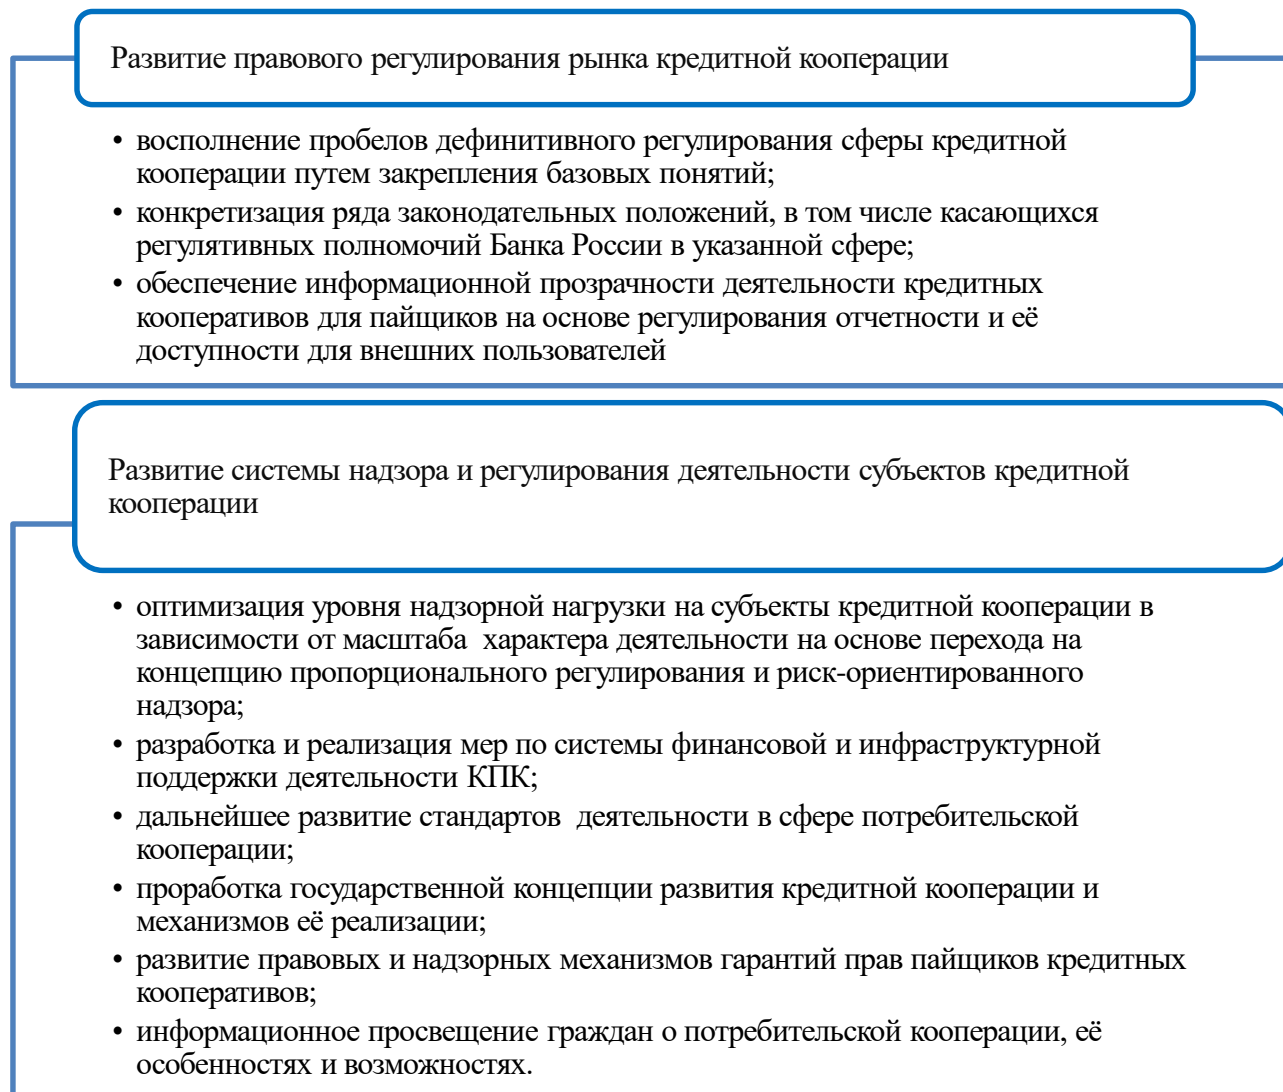 Развитие правового регулирования рынка кредитной кооперации
• восполнение пробелов дефинитивного регулирования сферы кредитной
кооперации путем закрепления базовых понятий;
• конкретизация ряда законодательных положений, в том числе касающихся
регулятивных полномочий Банка России в указанной сфере;
• обеспечение информационной прозрачности деятельности кредитных
кооперативов для пайщиков на основе регулирования отчетности и её
доступности для внешних пользователей
Развитие системы надзора и регулирования деятельности субъектов кредитной
кооперации
• оптимизация уровня надзорной нагрузки на субъекты кредитной кооперации в
зависимости от масштаба  характера деятельности на основе перехода на
концепцию пропорционального регулирования и риск-ориентированного
надзора;
• разработка и реализация мер по системы финансовой и инфраструктурной
поддержки деятельности КПК;
• дальнейшее развитие стандартов  деятельности в сфере потребительской
кооперации;
• проработка государственной концепции развития кредитной кооперации и
механизмов её реализации;
• развитие правовых и надзорных механизмов гарантий прав пайщиков кредитных
кооперативов;
• информационное просвещение граждан о потребительской кооперации, её
особенностях и возможностях.